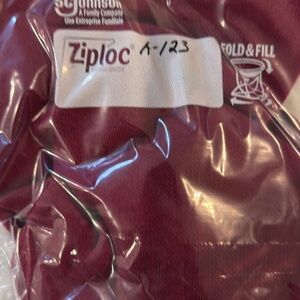 SC Johnson
A Family Company
Une Entreprise Familiale
Ziploc® A-123
FOLD & FILL